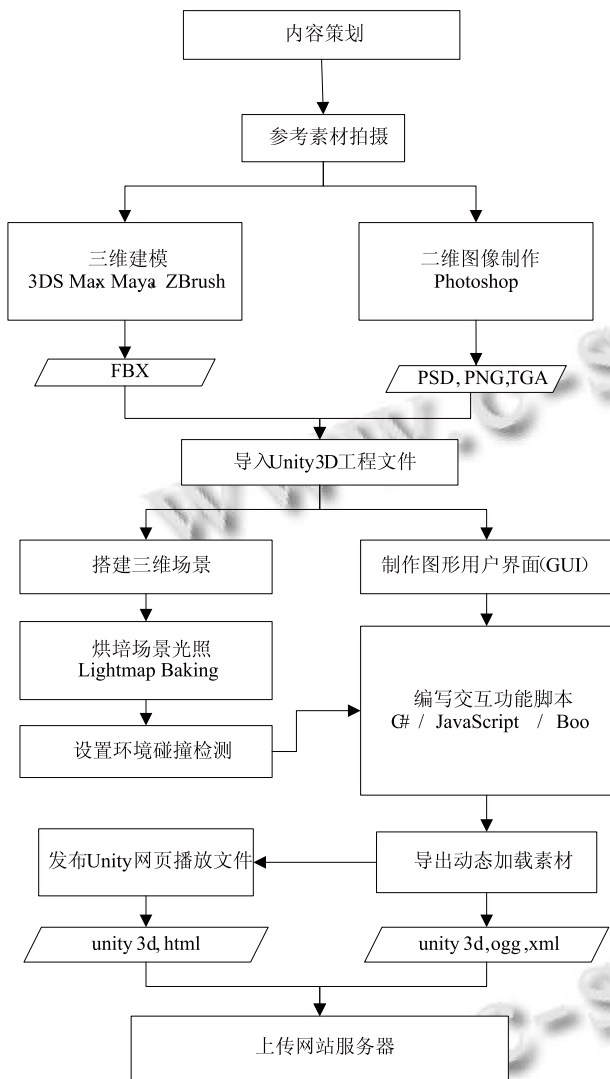 内容策划
参考素材拍摄
三维建模
3DS Max Maya ZBrush
二维图像制作
Photoshop
FBX
PSD, PNG,TGA
导入Unity3D工程文件
搭建三维场景
制作图形用户界面(GUI)
烘培场景光照
Lightmap Baking
编写交互功能脚本
C# / JavaScript / Boo
设置环境碰撞检测
发布Unity网页播放文件
导出动态加载素材
unity 3d, html
unity 3d,ogg,xml
上传网站服务器
www.c-s
c-s